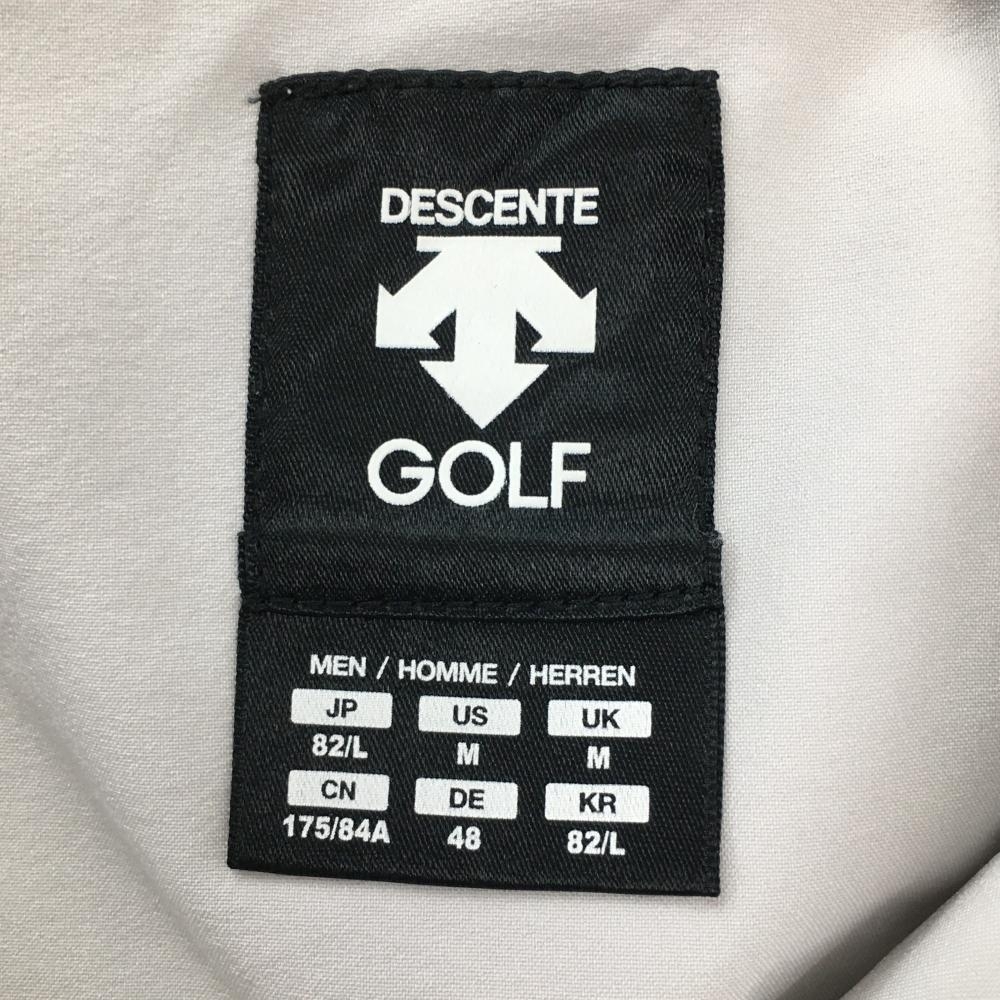 DESCENTE
GOLF
MEN / HOMME / HERREN
JP US UK
82/L M M
CN DE KR
175/84A 48 82/L